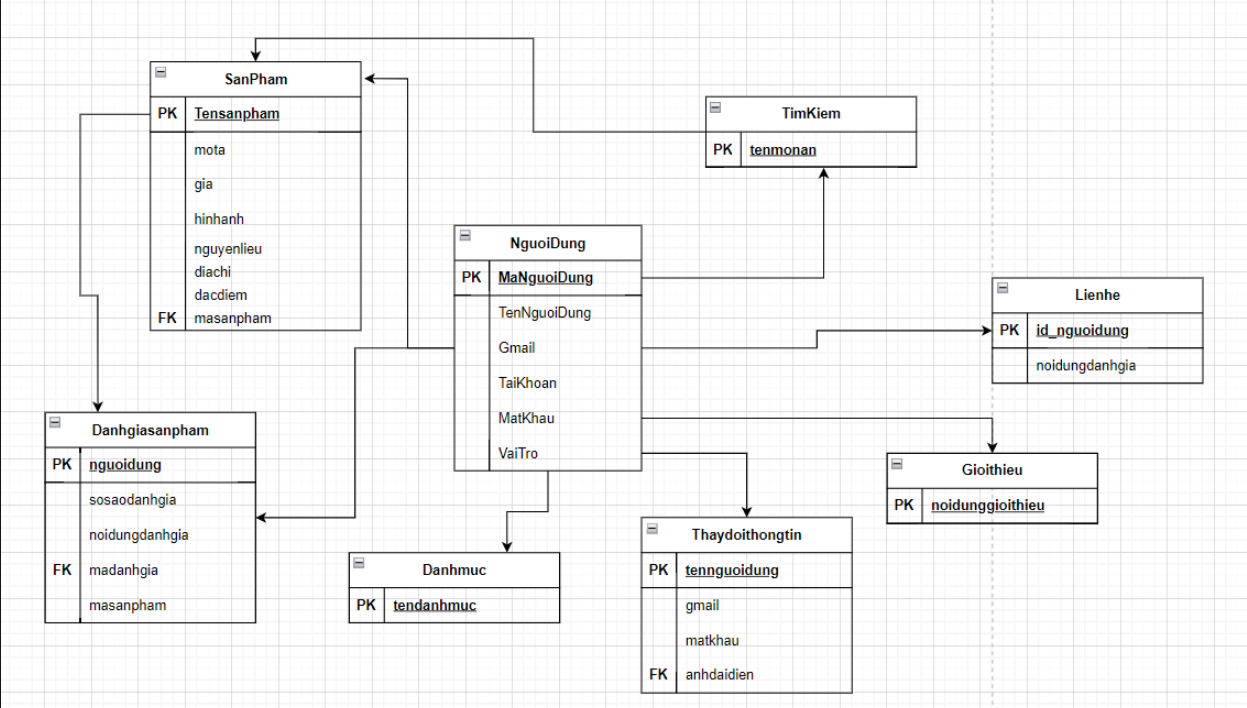 SanPham
PK Tensanpham
mota
gia
hinhanh
nguyenlieu
diachi
dacdiem
FK masanpham
TimKiem
PK tenmonan
NguoiDung
PK MaNguoiDung
TenNguoiDung
Gmail
TaiKhoan
MatKhau
VaiTro
Lienhe
PK id_nguoidung
noidungdanhgia
Danhgiasanpham
PK nguoidung
sosaodanhgia
noidungdanhgia
FK madanhgia
masanpham
Danhmuc
PK tendanhmuc
Thaydoithongtin
PK tennguoidung
gmail
matkhau
FK anhdaidien
Gioithieu
PK noidunggioithieu